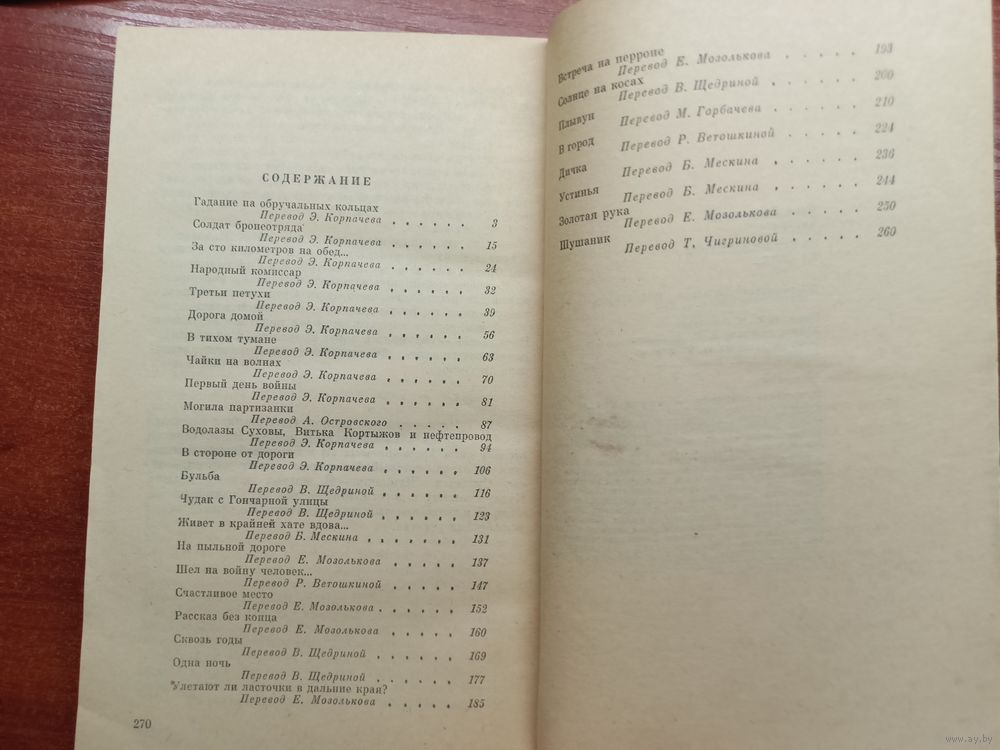 СОДЕРЖАНИЕ
Гадание на обручальных кольцах
Перевод Э. Корпачева . . . . . . 3
Солдат бронеотряда
Перевод Э. Корпачева . . . . . . 15
За сто километров на обед...
Перевод Э. Корпачева . . . . . . 24
Народный комиссар
Перевод Э. Корпачева . . . . . . 32
Третьи петухи
Перевод Э. Корпачева . . . . . . 39
Дорога домой
Перевод Э. Корпачева . . . . . . 56
В тихом тумане
Перевод Э. Корпачева . . . . . . 63
Чайки на волнах
Перевод Э. Корпачева . . . . . . 70
Первый день войны
Перевод Э. Корпачева . . . . . . 81
Могила партизанки
Перевод А. Островского . . . . . 87
Водолазы Суховы, Витька Кортыжов и нефтепровод
Перевод Э. Корпачева . . . . . . 94
В стороне от дороги
Перевод Э. Корпачева . . . . . . 106
Бульба
Перевод В. Щедриной . . . . . . 116
Чудак с Гончарной улицы
Перевод В. Щедриной . . . . . . 123
Живет в крайней хате вдова...
Перевод Б. Мескина . . . . . . 131
На пыльной дороге
Перевод Е. Мозолькова . . . . . . 137
Шел на войну человек...
Перевод Р. Ветошкиной . . . . . . 147
Счастливое место
Перевод Е. Мозолькова . . . . . . 152
Рассказ без конца
Перевод Е. Мозолькова . . . . . . 160
Сквозь годы
Перевод В. Щедриной . . . . . . 169
Одна ночь
Перевод В. Щедриной . . . . . . 177
Улетают ли ласточки в дальние края?
Перевод Е. Мозолькова . . . . . . 185
270
Встреча на перроне
Перевод Е. Мозолькова . . . . . 193
Солнце на косах
Перевод В. Щедриной . . . . . . 200
Плывун
Перевод М. Горбачева . . . . . . 210
В город
Перевод Р. Ветошкиной . . . . . 224
Дичка
Перевод Б. Мескина . . . . . . 236
Устинья
Перевод Б. Мескина . . . . . . 244
Золотая рука
Перевод Е. Мозолькова . . . . . 250
Шушаник
Перевод Т. Чигриновой . . . . . 260
www.ay.by